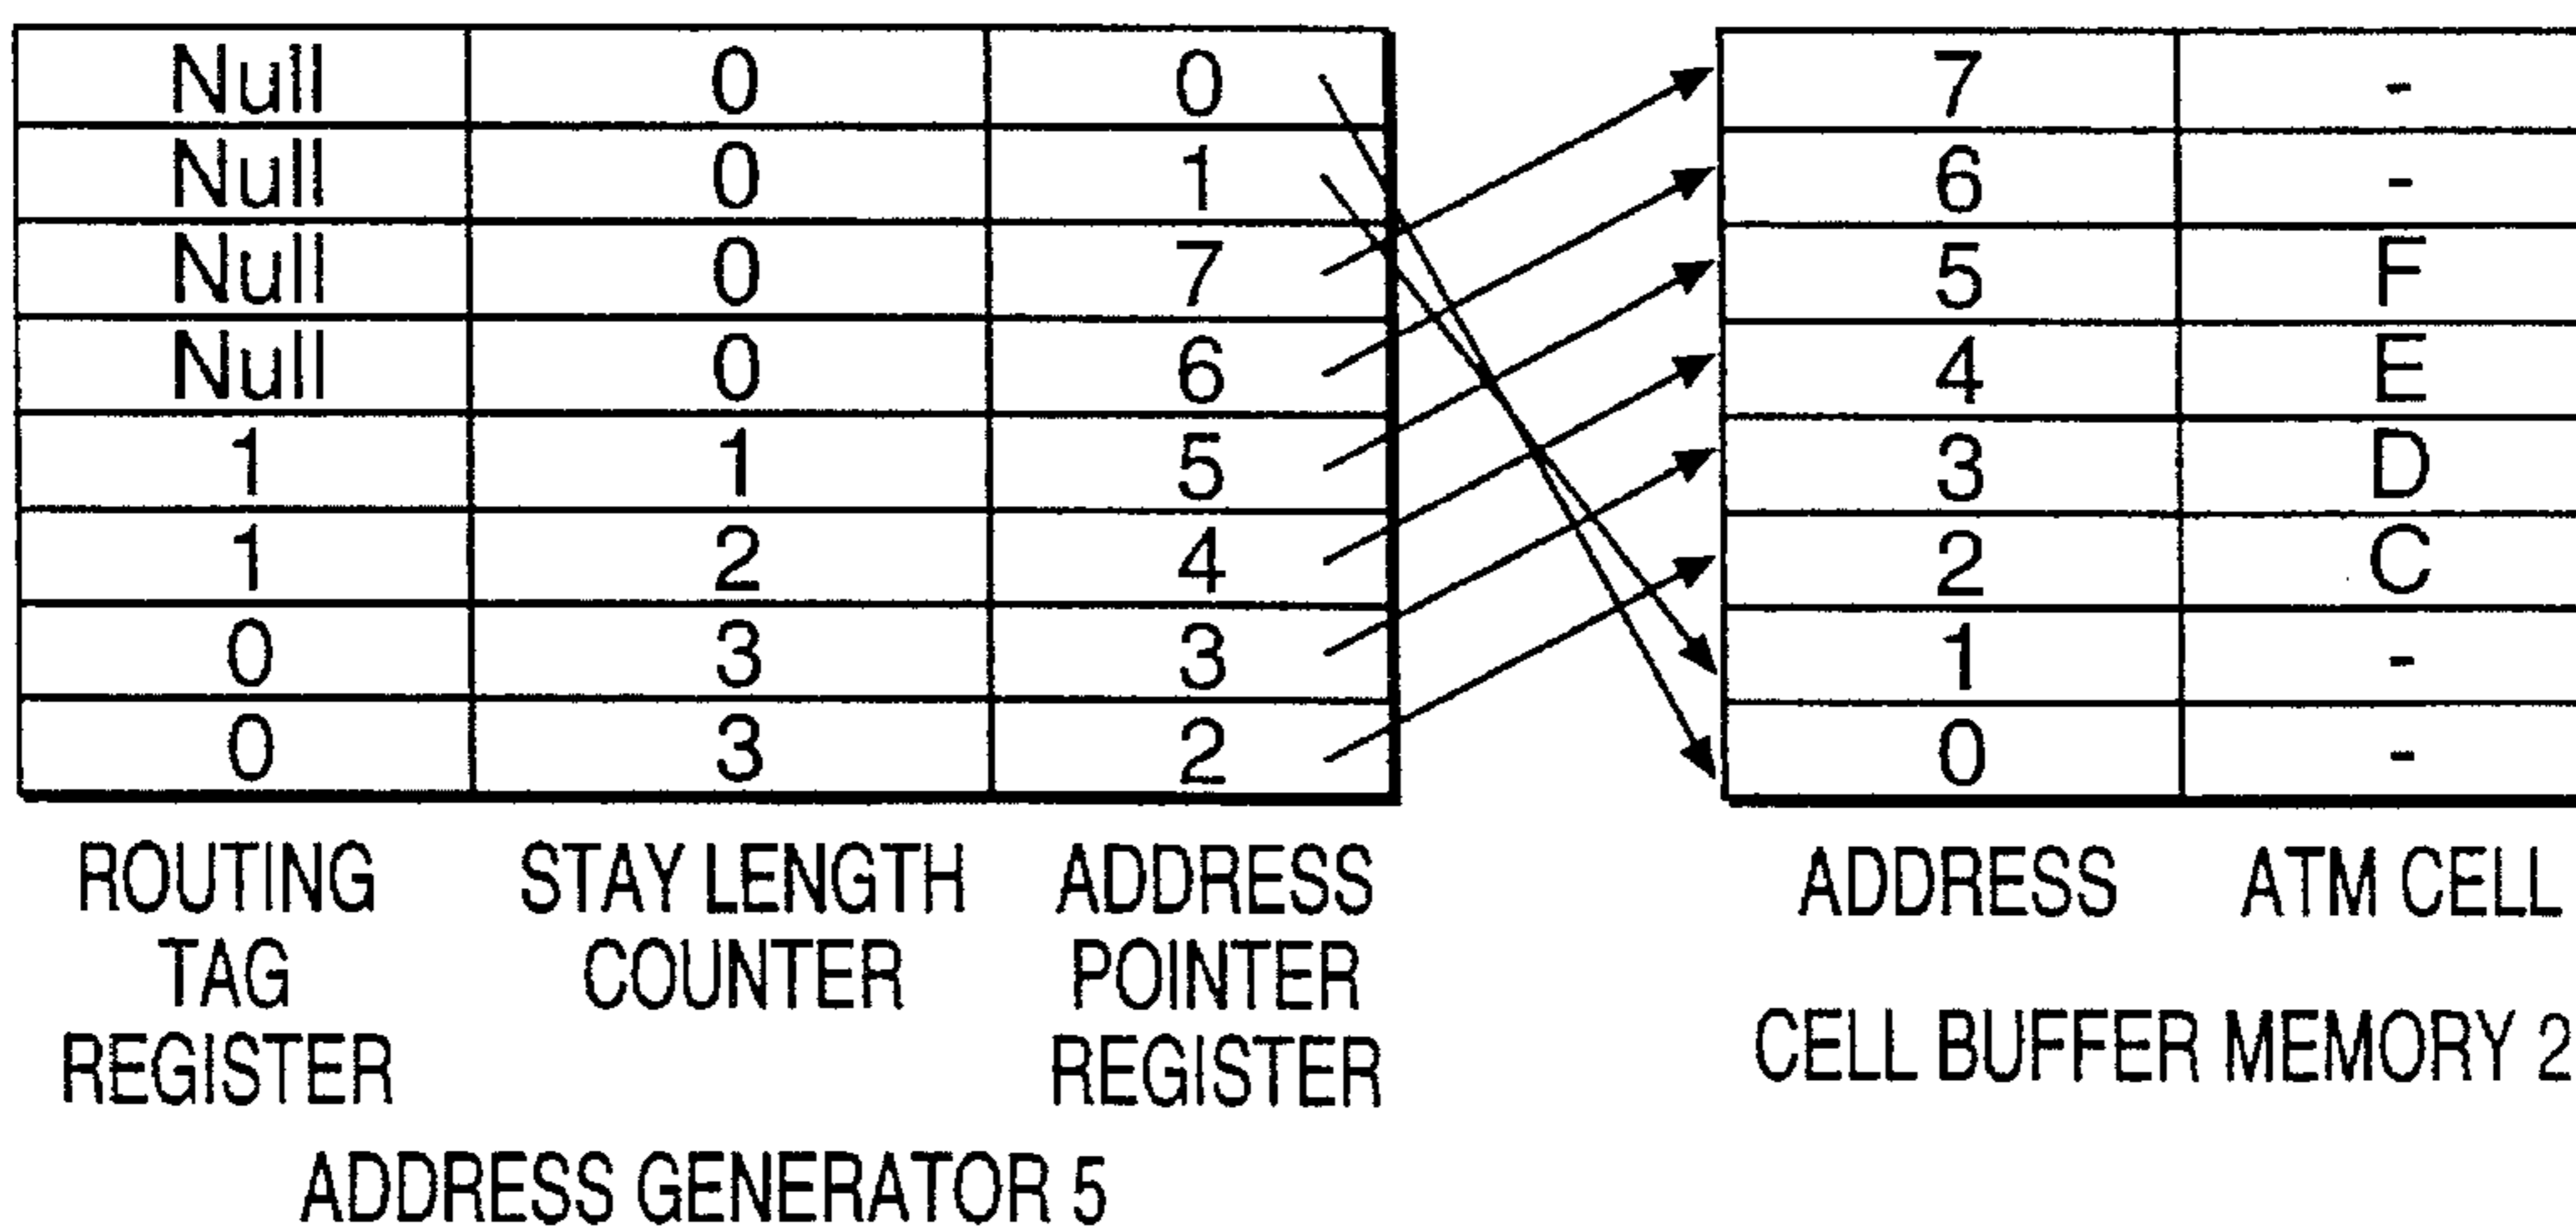 Null 0 0 7 -
Null 0 1 6 -
Null 0 7 5 F
Null 0 6 4 E
1 1 5 3 D
1 2 4 2 C
0 3 3 1 -
0 3 2 0 -
ROUTING TAG REGISTER
STAY LENGTH COUNTER
ADDRESS POINTER REGISTER
ADDRESS GENERATOR 5
ADDRESS ATM CELL
CELL BUFFER MEMORY 2